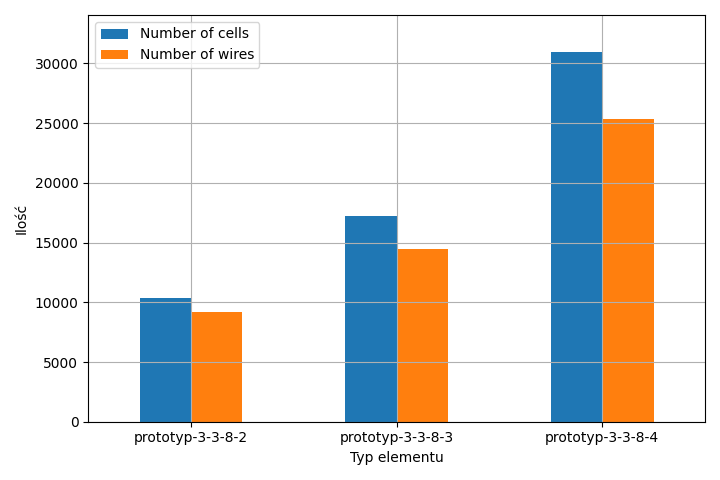 Number of cells
Number of wires
30000
25000
20000
15000
10000
5000
0
Ilość
prototyp-3-3-8-2 prototyp-3-3-8-3 prototyp-3-3-8-4
Typ elementu